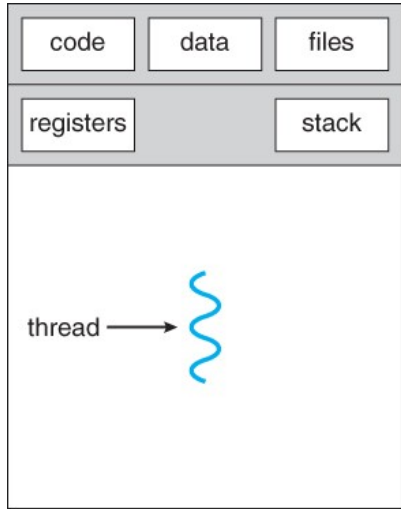 code data files
registers stack
thread